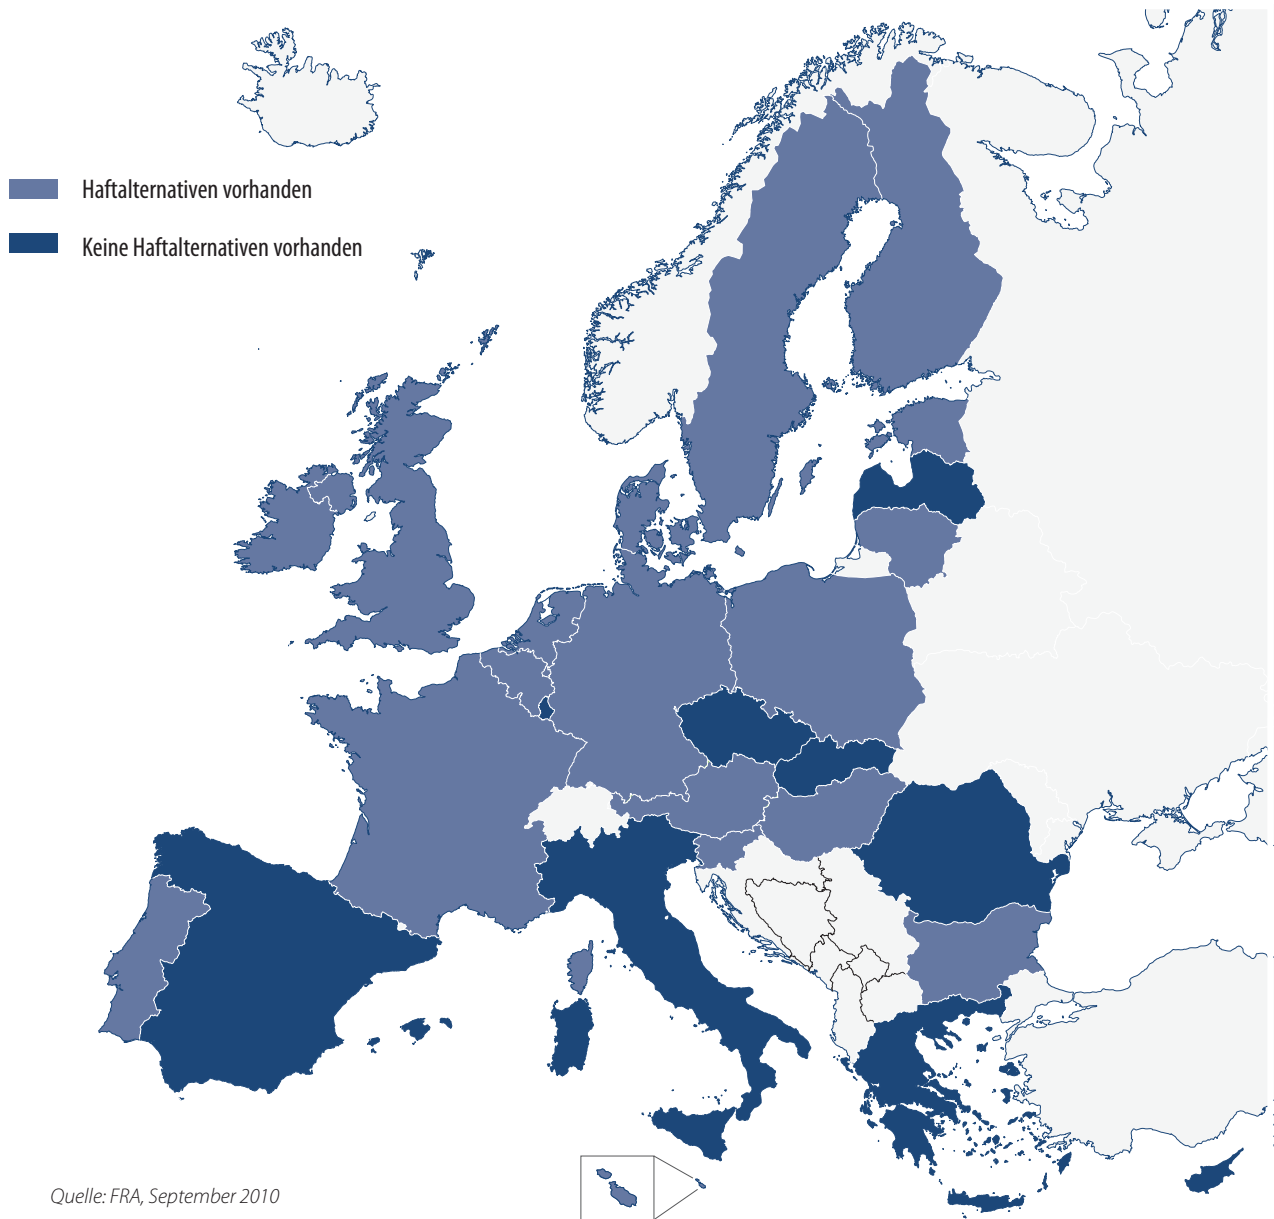 Haftalternativen vorhanden
Keine Haftalternativen vorhanden
Quelle: FRA, September 2010